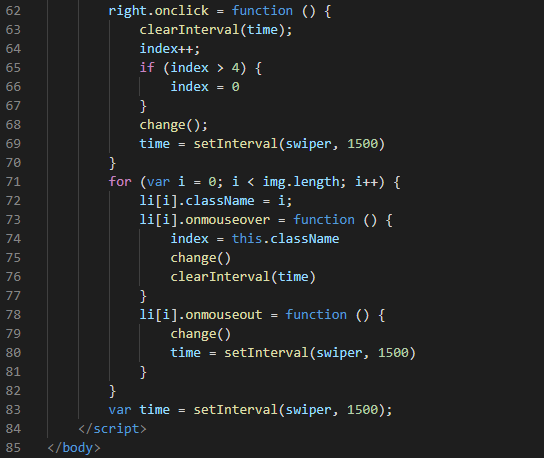 62 right.onclick = function () {
63 clearInterval(time);
64 index++;
65 if (index > 4) {
66 index = 0
67 }
68 change();
69 time = setInterval(swiper, 1500)
70 }
71 for (var i = 0; i < img.length; i++) {
72 li[i].className = i;
73 li[i].onmouseover = function () {
74 index = this.className
75 change()
76 clearInterval(time)
77 }
78 li[i].onmouseout = function () {
79 change()
80 time = setInterval(swiper, 1500)
81 }
82 }
83 var time = setInterval(swiper, 1500);
84 </script>
85 </body>